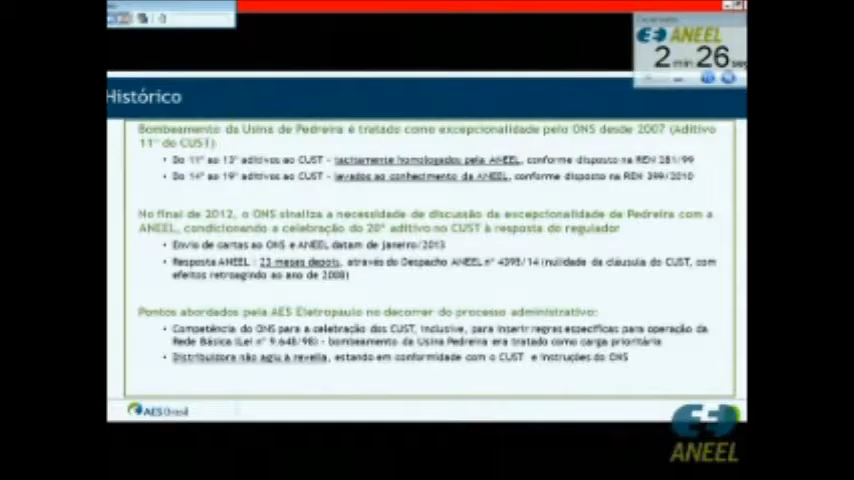 ANEEL
2 min 26 seg
Histórico
Bombeamento da Usina de Pedreira é tratado como excepcionalidade pelo ONS desde 2007 (Aditivo
11º do CUST)
• Do 11º ao 13º aditivos ao CUST - tacitamente homologados pela ANEEL, conforme disposto na REN 281/99
• Do 14º ao 19º aditivos ao CUST - levados ao conhecimento da ANEEL, conforme disposto na REN 399/2010
No final de 2012, o ONS sinaliza a necessidade de discussão da excepcionalidade de Pedreira com a
ANEEL, condicionando a celebração do 20º aditivo no CUST à resposta do regulador
• Envio de cartas ao ONS e ANEEL datam de janeiro/2013
• Resposta ANEEL : 23 meses depois, através do Despacho ANEEL nº 4395/14 (nulidade da cláusula do CUST, com
efeitos retroagindo ao ano de 2008)
Pontos abordados pela AES Eletropaulo no decorrer do processo administrativo:
• Competência do ONS para a celebração dos CUST, inclusive, para inserir regras específicas para operação da
Rede Básica (Lei nº 9.648/98) - bombeamento da Usina Pedreira era tratado como carga prioritária
• Distribuidora não agiu à revelia, estando em conformidade com o CUST e instruções do ONS
AES Brasil
ANEEL